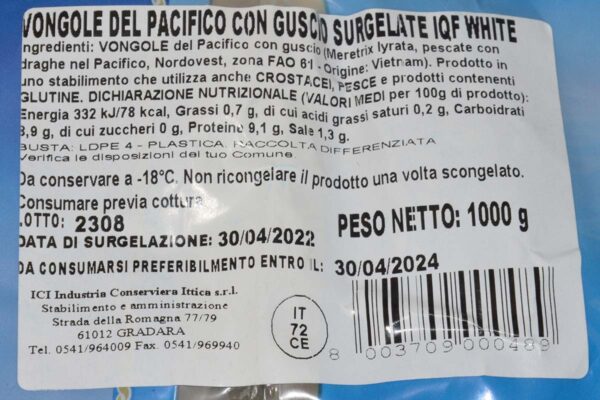 VONGOLE DEL PACIFICO CON GUSCIO SURGELATE IQF WHITE
Ingredienti: VONGOLE del Pacifico con guscio (Meretrix lyrata, pescate con
draghe nel Pacifico, Nordovest, zona FAO 61 - Origine: Vietnam). Prodotto in
uno stabilimento che utilizza anche CROSTACEI, PESCE e prodotti contenenti
GLUTINE. DICHIARAZIONE NUTRIZIONALE (VALORI MEDI per 100g di prodotto):
Energia 332 kJ/78 kcal, Grassi 0,7 g, di cui acidi grassi saturi 0,2 g, Carboidrati
3,9 g, di cui zuccheri 0 g, Proteine 9,1 g, Sale 1,3 g.
BUSTA: LDPE 4 - PLASTICA. RACCOLTA DIFFERENZIATA
Verifica le disposizioni del tuo Comune
Da conservare a -18°C. Non ricongelare il prodotto una volta scongelato.
Consumare previa cottura
LOTTO: 2308
PESO NETTO: 1000 g
DATA DI SURGELAZIONE: 30/04/2022
DA CONSUMARSI PREFERIBILMENTO ENTRO IL: 30/04/2024
ICI Industria Conserviera Ittica s.r.l.
Stabilimento e amministrazione
Strada della Romagna 77/79
61012 GRADARA
Tel. 0541/964009 Fax. 0541/969940
IT
72
CE
8 003709 000489